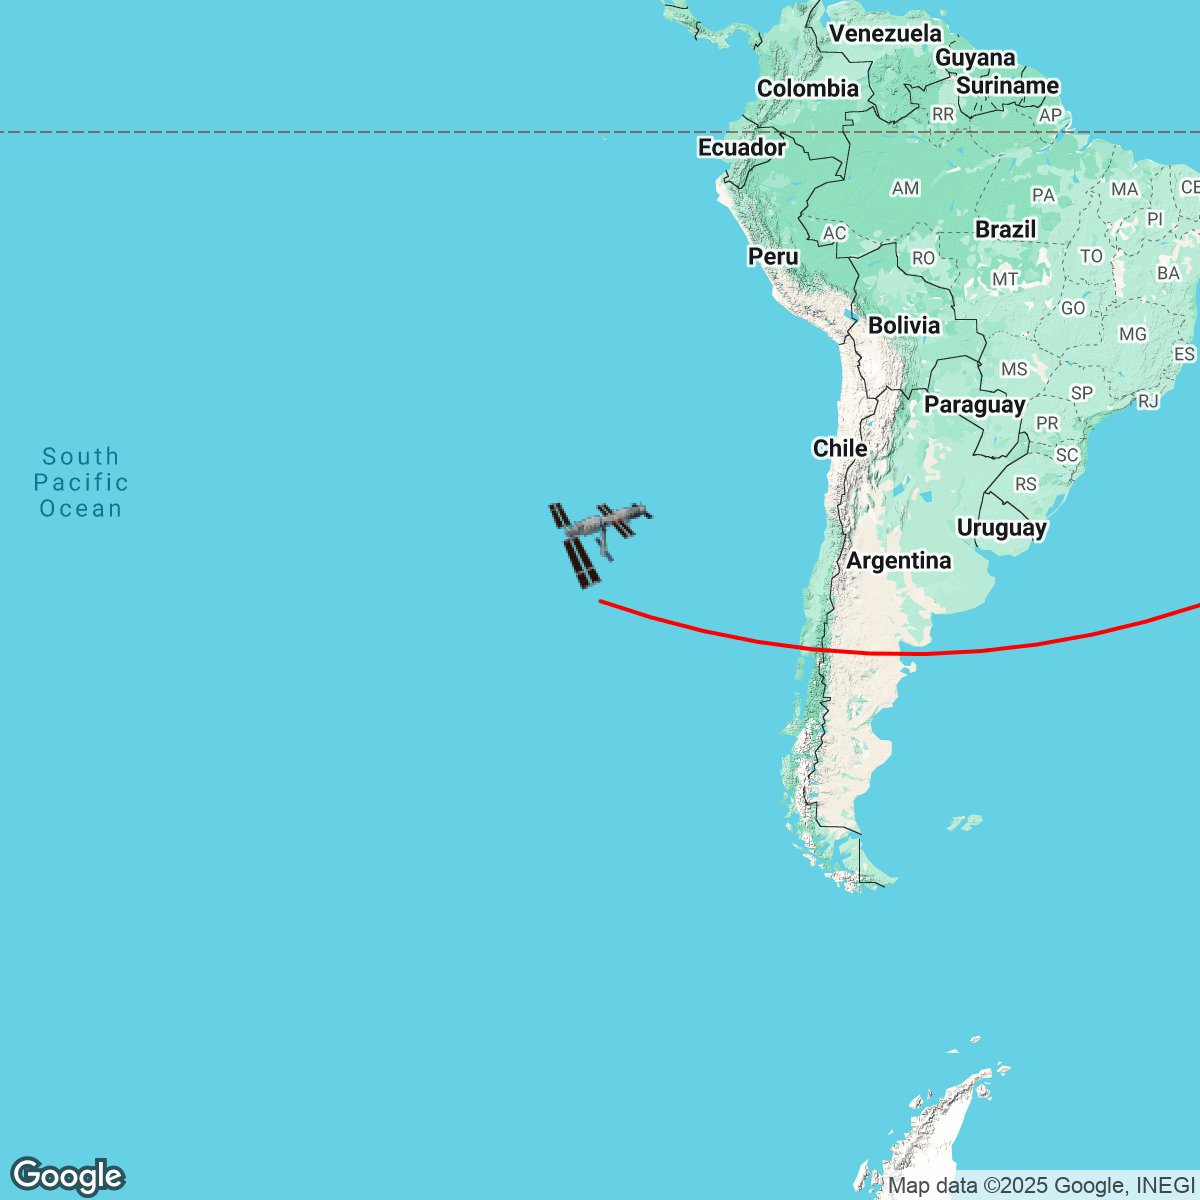 Venezuela
Guyana
Colombia
Suriname
RR
AP
Ecuador
AM
PA
MA
CE
PI
AC
Brazil
Peru
RO
TO
MT
BA
GO
Bolivia
MG
ES
MS
SP
RJ
Paraguay
PR
Chile
SC
South
Pacific
Ocean
RS
Uruguay
Argentina
Google
Map data ©2025 Google, INEGI